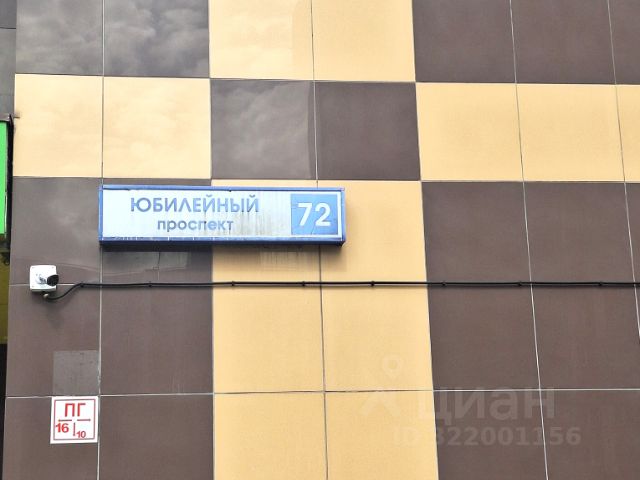 ЮБИЛЕЙНЫЙ
проспект
72
ПГ
16 10
циан
ID 322001156